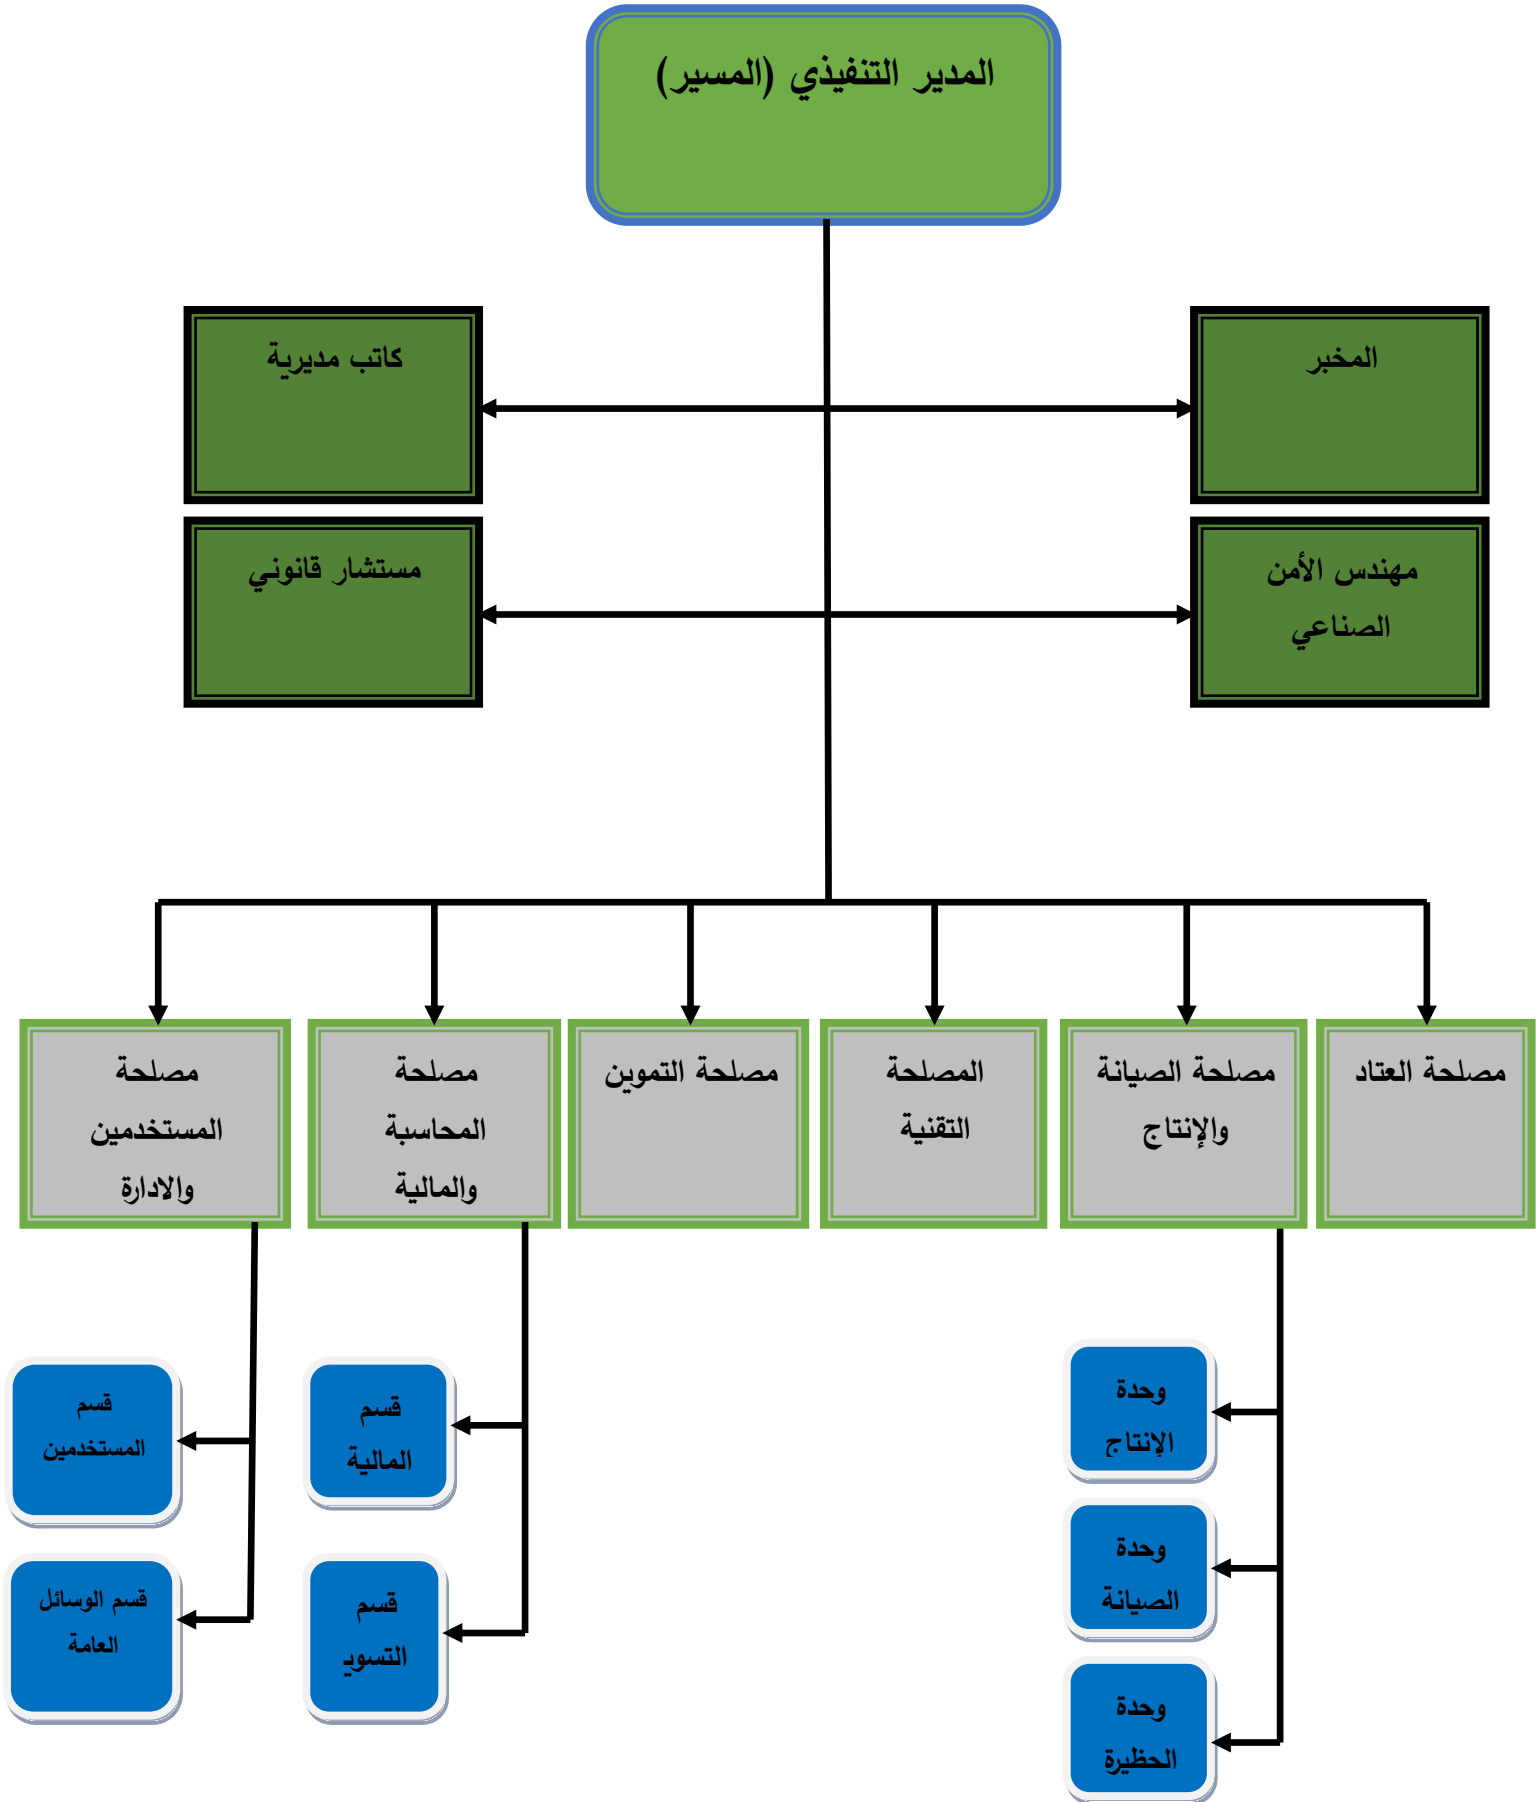 المدير التنفيذي (المسير)
المخبر
كاتب مديرية
مهندس الأمن
الصناعي
مستشار قانوني
مصلحة العتاد
مصلحة الصيانة
والإنتاج
المصلحة
التقنية
مصلحة التموين
مصلحة
المحاسبة
والمالية
مصلحة
المستخدمين
والادارة
وحدة
الإنتاج
وحدة
الصيانة
وحدة
الحظيرة
قسم
المالية
قسم
التسويـ
قسم
المستخدمين
قسم الوسائل
العامة